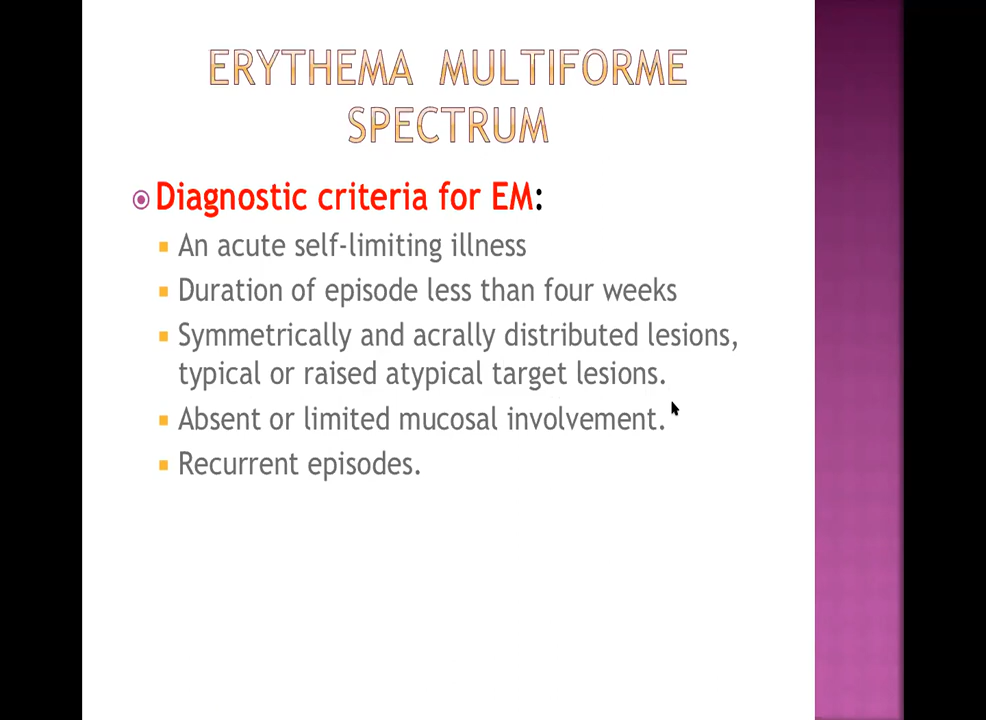 ERYTHEMA MULTIFORME
SPECTRUM
Diagnostic criteria for EM:
An acute self-limiting illness
Duration of episode less than four weeks
Symmetrically and acrally distributed lesions,
typical or raised atypical target lesions.
Absent or limited mucosal involvement.
Recurrent episodes.